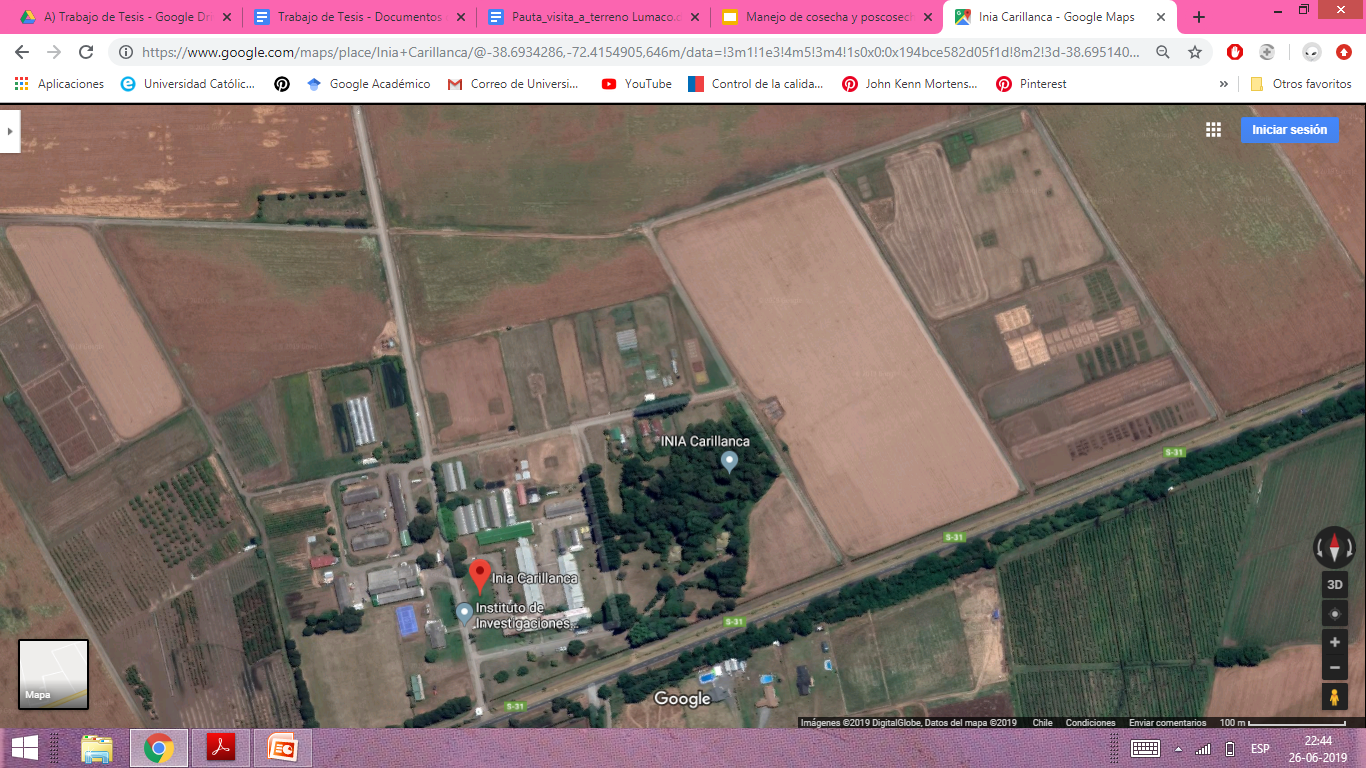 A) Trabajo de Tesis - Google Dri
Trabajo de Tesis - Documentos
Pauta_visita_a_terreno Lumaco.
Manejo de cosecha y poscosech
Inia Carillanca - Google Maps
https://www.google.com/maps/place/Inia+Carillanca/@-38.6934286,-72.4154905,646m/data=!3m1!1e3!4m5!3m4!1s0x0:0x194bce582d05f1d!8m2!3d-38.695140...
Aplicaciones
Universidad Católic...
Google Académico
Correo de Universi...
YouTube
Control de la calida...
John Kenn Mortens...
Pinterest
»
Otros favoritos
Iniciar sesión
INIA Carillanca
S-31
S-31
Inia Carillanca
Instituto de
Investigaciones...
S-31
S-31
3D
Mapa
Google
Imágenes ©2019 DigitalGlobe, Datos del mapa ©2019
Chile
Condiciones
Enviar comentarios
100 m
ESP
22:44
26-06-2019